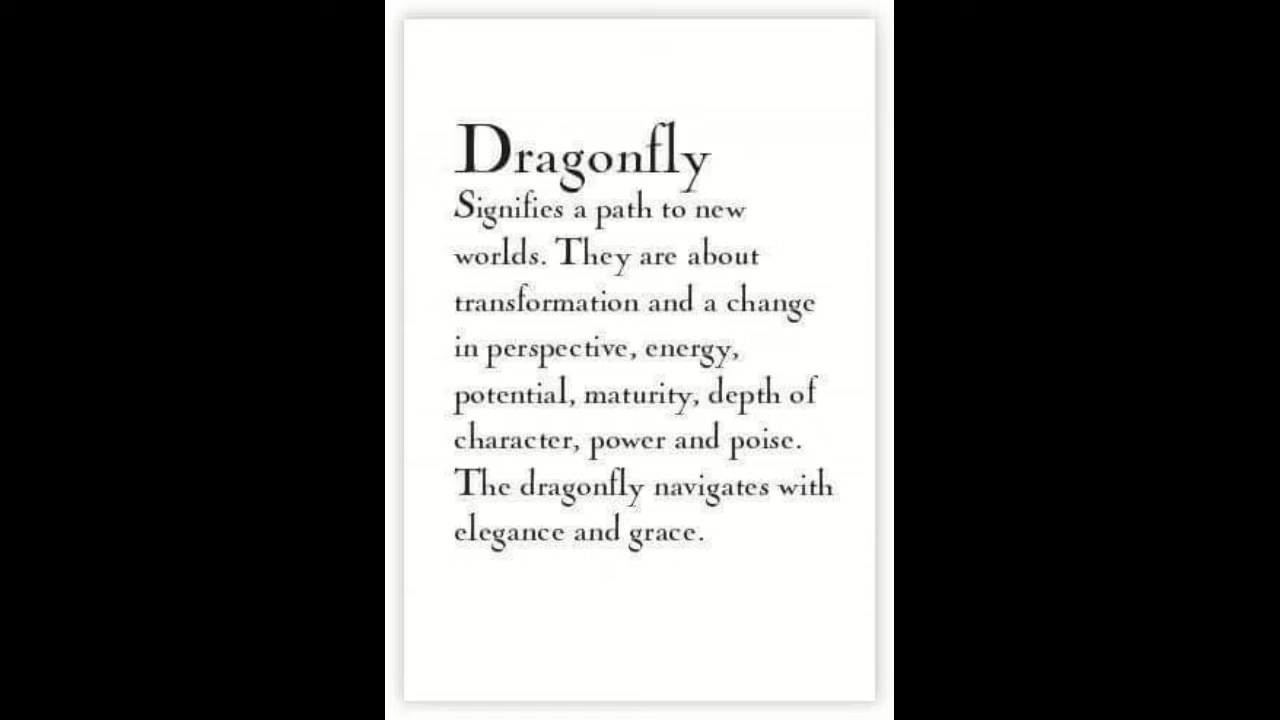 Dragonfly
Signifies a path to new
worlds. They are about
transformation and a change
in perspective, energy,
potential, maturity, depth of
character, power and poise.
The dragonfly navigates with
elegance and grace.